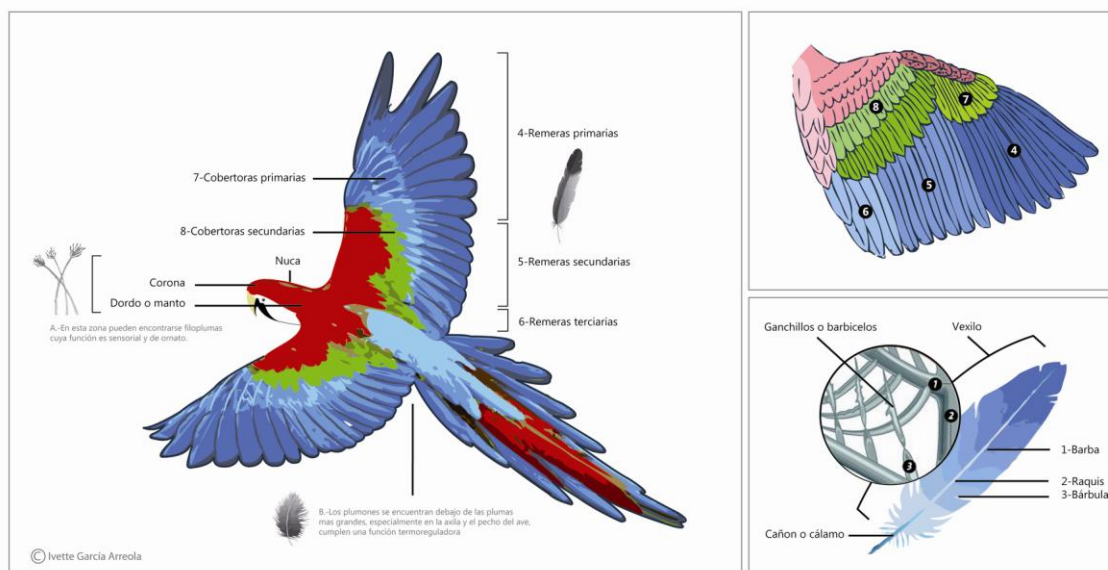 4-Remeras primarias
7-Cobertoras primarias
8-Cobertoras secundarias
Nuca
5-Remeras secundarias
Corona
Dordo o manto
6-Remeras terciarias
A.-En esta zona pueden encontrarse filoplumas
cuya función es sensorial y de ornato.
B.-Los plumones se encuentran debajo de las plumas
mas grandes, especialmente en la axila y el pecho del ave,
cumplen una función termoreguladora
© Ivette García Arreola
8
7
4
5
6
Ganchillos o barbicelos
Vexilo
1
2
3
1-Barba
2-Raquis
3-Bárbula
Cañon o cálamo